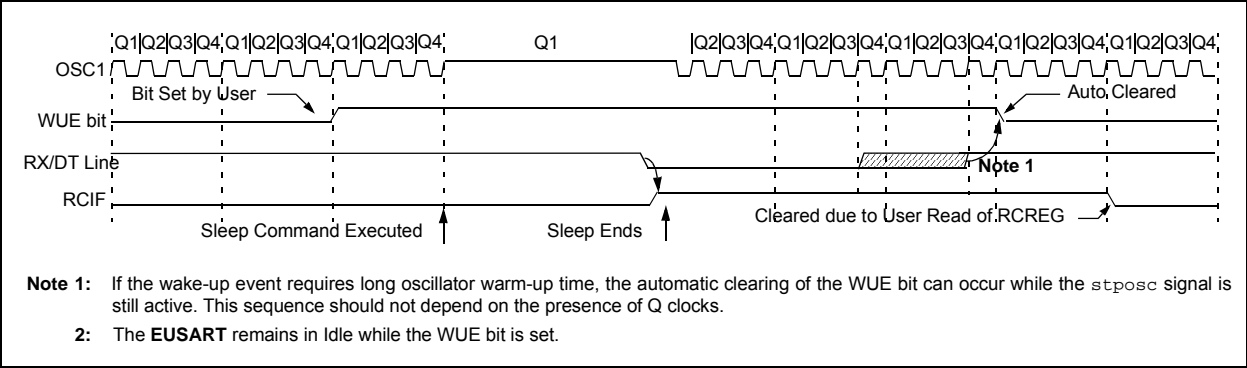 Q1|Q2|Q3|Q4 Q1|Q2|Q3|Q4 Q1|Q2|Q3|Q4 Q1 |Q2|Q3|Q4 Q1|Q2|Q3|Q4 Q1|Q2|Q3 Q4 Q1|Q2|Q3|Q4 Q1|Q2|Q3|Q4
OSC1
Bit Set by User Auto Cleared
WUE bit
RX/DT Line
Note 1
RCIF
Cleared due to User Read of RCREG
Sleep Command Executed Sleep Ends
Note 1: If the wake-up event requires long oscillator warm-up time, the automatic clearing of the WUE bit can occur while the stposc signal is
still active. This sequence should not depend on the presence of Q clocks.
2: The EUSART remains in Idle while the WUE bit is set.